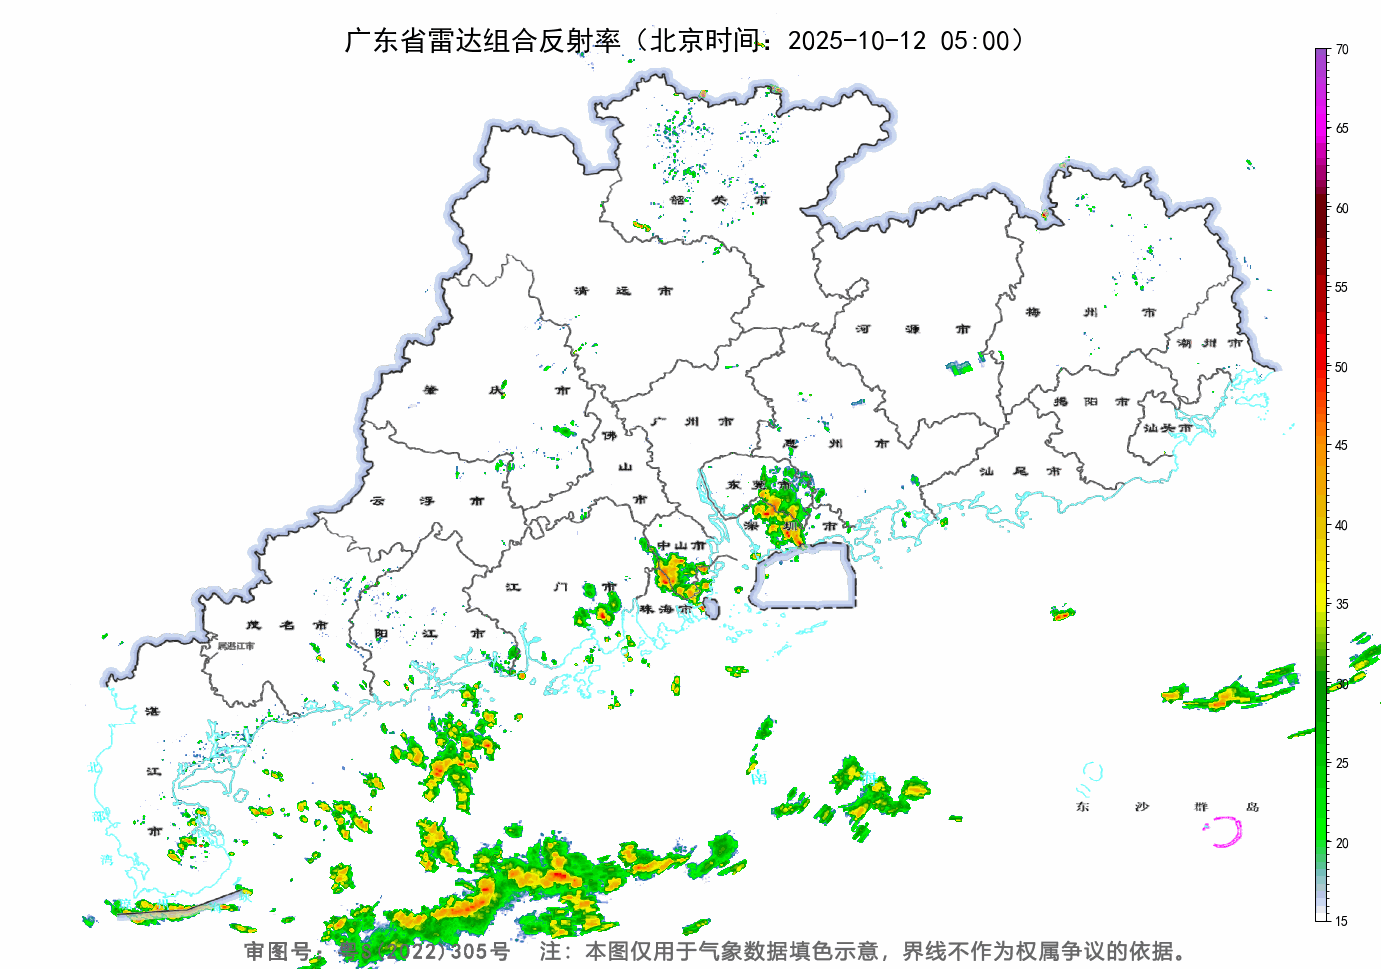 广东省雷达组合反射率（北京时间：2025-10-12 05:00）
70
65
60
55
50
45
40
35
30
25
20
15
韶关市
清远市
河源市
梅州市
潮州市
肇庆市
广州市
惠州市
揭阳市
汕头市
佛山市
东莞市
汕尾市
云浮市
深圳市
中山市
江门市
珠海市
茂名市
阳江市
属湛江市
湛江市
北部湾
南海
东沙群岛
审图号：粤S(2022)305号 注：本图仅用于气象数据填色示意，界线不作为权属争议的依据。